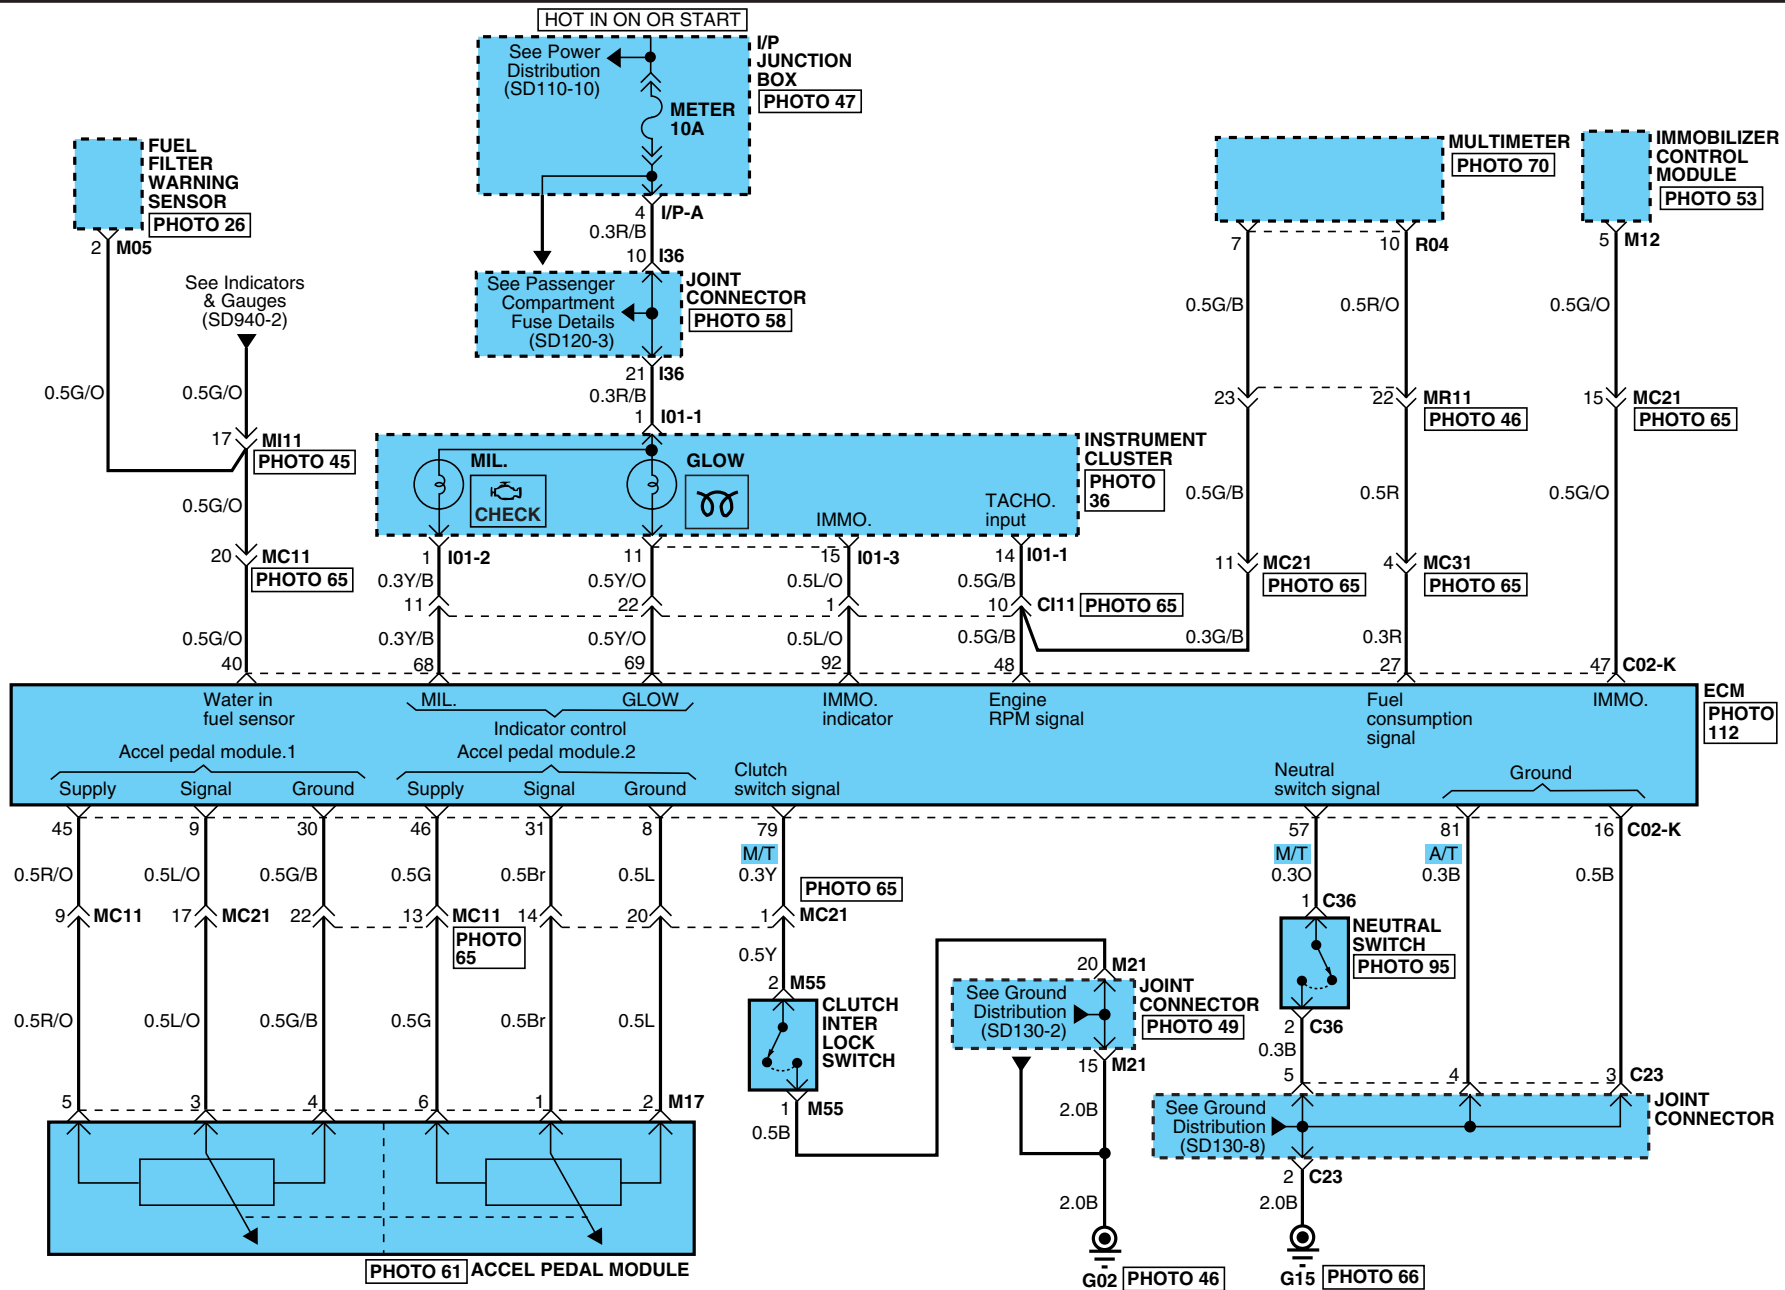 HOT IN ON OR START
See Power
Distribution
(SD110-10)
METER
10A
I/P
JUNCTION
BOX
PHOTO 47
4 I/P-A
0.3R/B
10 I36
FUEL
FILTER
WARNING
SENSOR
PHOTO 26
2 M05
See Indicators
& Gauges
(SD940-2)
See Passenger
Compartment
Fuse Details
(SD120-3)
JOINT
CONNECTOR
PHOTO 58
21 I36
0.3R/B
1 I01-1
MULTIMETER
PHOTO 70
7 10 R04
IMMOBILIZER
CONTROL
MODULE
PHOTO 53
5 M12
0.5G/B 0.5R/O 0.5G/O
0.5G/O 0.5G/O
17 MI11
PHOTO 45
23 22 MR11
PHOTO 46
15 MC21
PHOTO 65
MIL.
CHECK
GLOW
IMMO.
TACHO.
input
INSTRUMENT
CLUSTER
PHOTO
36
0.5G/O
0.5G/B 0.5R 0.5G/O
20 MC11
PHOTO 65
1 I01-2 11 15 I01-3 14 I01-1
11 MC21
PHOTO 65
4 MC31
PHOTO 65
0.3Y/B 0.5Y/O 0.5L/O 0.5G/B
11 22 1 10 CI11 PHOTO 65
0.5G/O 0.3Y/B 0.5Y/O 0.5L/O 0.5G/B 0.3G/B 0.3R
40 68 69 92 48 27 47 C02-K
ECM
PHOTO
112
Water in
fuel sensor
MIL. GLOW
Indicator control
IMMO.
indicator
Engine
RPM signal
Fuel
consumption
signal
IMMO.
Accel pedal module.1
Supply Signal Ground
Accel pedal module.2
Supply Signal Ground
Clutch
switch signal
Neutral
switch signal
Ground
45 9 30 46 31 8 79 57 81 16 C02-K
M/T M/T A/T
0.5R/O 0.5L/O 0.5G/B 0.5G 0.5Br 0.5L 0.3Y 0.3O 0.3B 0.5B
PHOTO 65
9 MC11 17 MC21 22 13 MC11 14 20 1 MC21
PHOTO
65
0.5Y
1 C36
NEUTRAL
SWITCH
PHOTO 95
2 C36
0.3B
2 M55
CLUTCH
INTER
LOCK
SWITCH
1 M55
0.5B
20 M21
See Ground
Distribution
(SD130-2)
JOINT
CONNECTOR
PHOTO 49
15 M21
2.0B
2.0B
0.5R/O 0.5L/O 0.5G/B 0.5G 0.5Br 0.5L
5 4 3 C23
See Ground
Distribution
(SD130-8)
JOINT
CONNECTOR
2 C23
2.0B
5 3 4 6 1 2 M17
PHOTO 61 ACCEL PEDAL MODULE
G02 PHOTO 46
G15 PHOTO 66